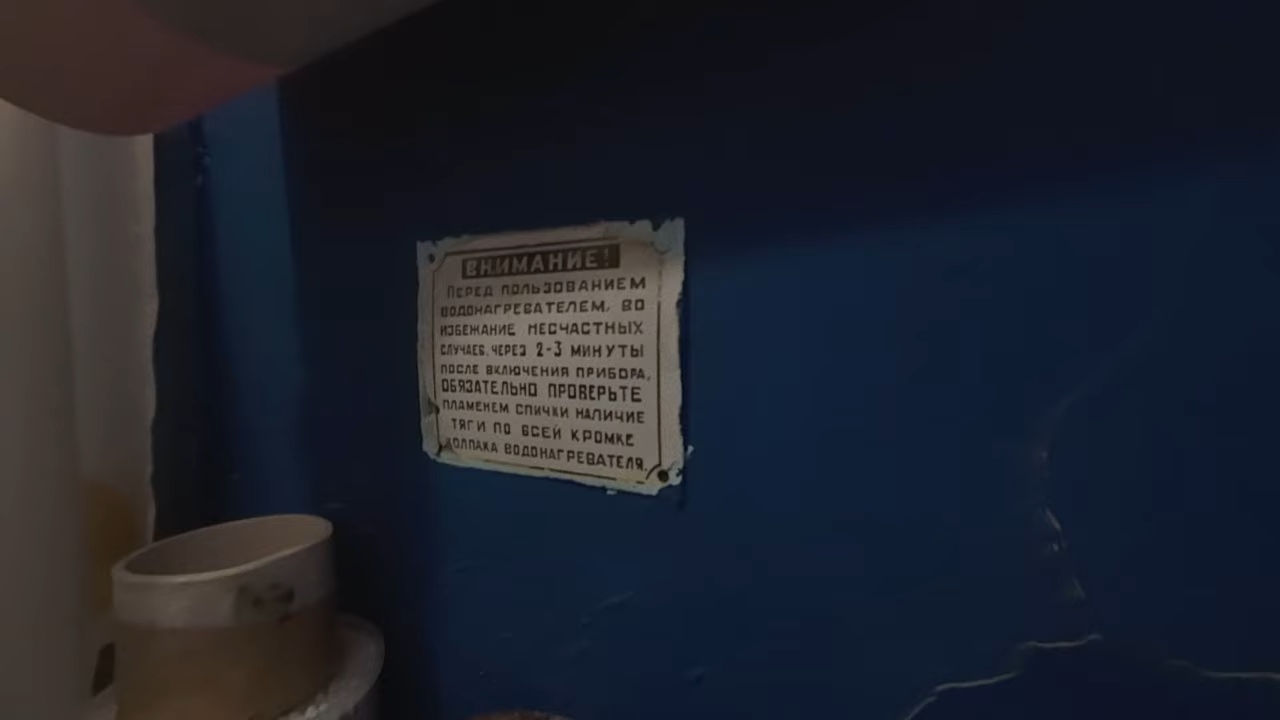 ВНИМАНИЕ!
ПЕРЕД ПОЛЬЗОВАНИЕМ
ВОДОНАГРЕВАТЕЛЕМ, ВО
ИЗБЕЖАНИЕ НЕСЧАСТНЫХ
СЛУЧАЕВ, ЧЕРЕЗ 2-3 МИНУТЫ
ПОСЛЕ ВКЛЮЧЕНИЯ ПРИБОРА,
ОБЯЗАТЕЛЬНО ПРОВЕРЬТЕ
ПЛАМЕНЕМ СПИЧКИ НАЛИЧИЕ
ТЯГИ ПО ВСЕЙ КРОМКЕ
КОЛПАКА ВОДОНАГРЕВАТЕЛЯ.